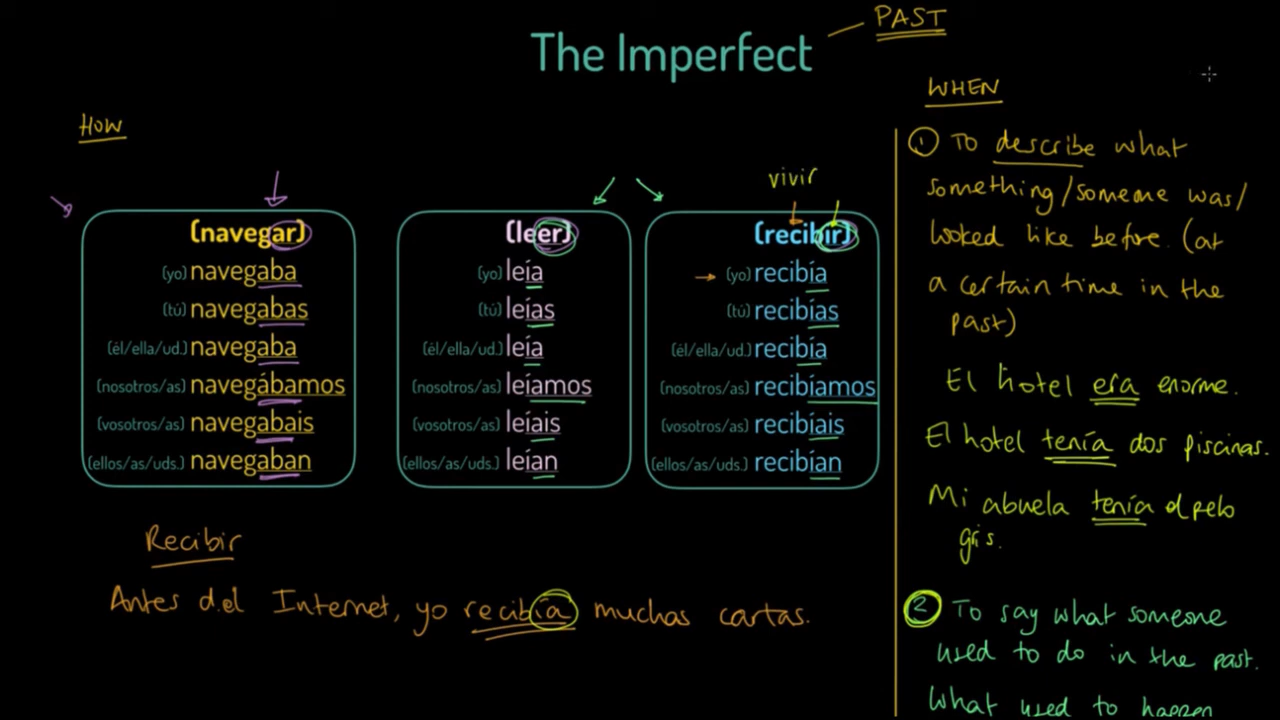 The Imperfect
PAST
HOW
(navegar)
(yo) navegaba
(tú) navegabas
(él/ella/ud.) navegaba
(nosotros/as) navegábamos
(vosotros/as) navegabais
(ellos/as/uds.) navegaban
(leer)
(yo) leía
(tú) leías
(él/ella/ud.) leía
(nosotros/as) leíamos
(vosotros/as) leíais
(ellos/as/uds.) leían
vivir
(recibir)
(yo) recibía
(tú) recibías
(él/ella/ud.) recibía
(nosotros/as) recibíamos
(vosotros/as) recibíais
(ellos/as/uds.) recibían
Recibir
Antes del Internet, yo recibía muchas cartas.
WHEN
① To describe what
something/someone was/
looked like before. (at
a certain time in the
past)
El hotel era enorme.
El hotel tenía dos piscinas.
Mi abuela tenía el pelo
gris.
② To say what someone
used to do in the past.
What used to happen